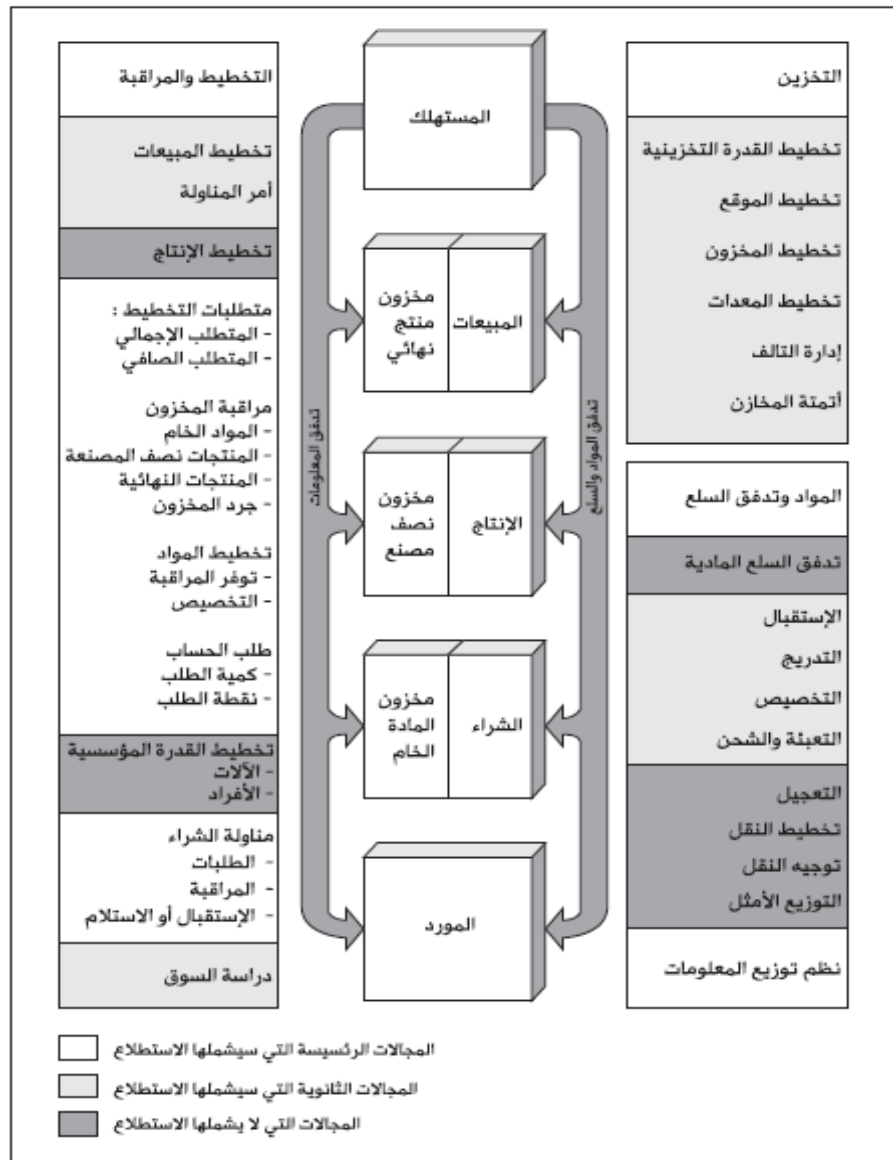 التخزين
تخطيط القدرة التخزينية
تخطيط الموقع
تخطيط المخزون
تخطيط المعدات
إدارة التالف
أتمتة المخازن
المواد وتدفق السلع
تدفق السلع المادية
الإستقبال
التدريج
التخصيص
التعبئة والشحن
التعجيل
تخطيط النقل
توجيه النقل
التوزيع الأمثل
نظم توزيع المعلومات
تدفق المواد والسلع
المستهلك
المبيعات
مخزون
منتج
نهائي
الإنتاج
مخزون
نصف
مصنع
الشراء
مخزون
المادة
الخام
المورد
تدفق المعلومات
التخطيط والمراقبة
تخطيط المبيعات
أمر المناولة
تخطيط الإنتاج
متطلبات التخطيط :
- المتطلب الإجمالي
- المتطلب الصافي
مراقبة المخزون
- المواد الخام
- المنتجات نصف المصنعة
- المنتجات النهائية
- جرد المخزون
تخطيط المواد
- توفر المراقبة
- التخصيص
طلب الحساب
- كمية الطلب
- نقطة الطلب
تخطيط القدرة المؤسسية
- الآلات
- الأفراد
مناولة الشراء
- الطلبات
- المراقبة
- الإستقبال أو الاستلام
دراسة السوق
المجالات الرئسيسة التي سيشملها الاستطلاع
المجالات الثانوية التي سيشملها الاستطلاع
المجالات التي لا يشملها الاستطلاع